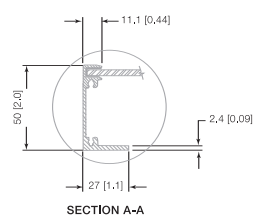 11.1 [0.44]
50 [2.0]
2,4 [0.09]
27 [1.1]
SECTION A-A